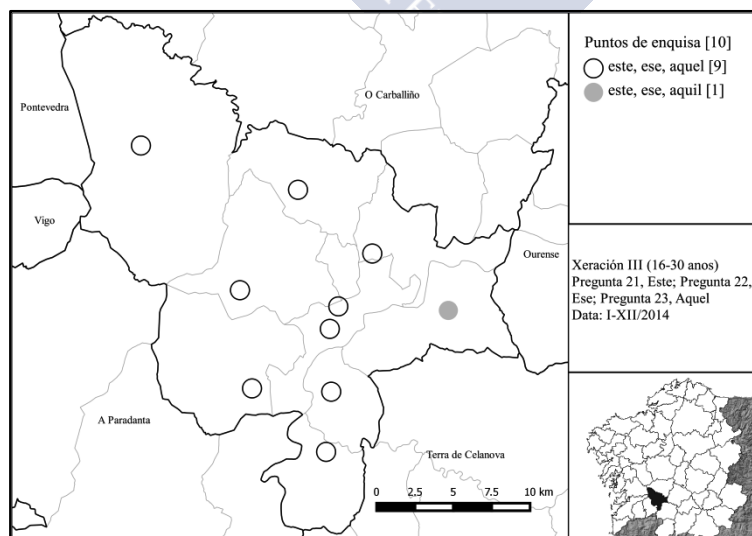 Puntos de enquisa [10]
este, ese, aquel [9]
este, ese, aquil [1]
O Carballiño
Pontevedra
Vigo
Ourense
Xeración III (16-30 anos)
Pregunta 21, Este; Pregunta 22,
Ese; Pregunta 23, Aquel
Data: I-XII/2014
A Paradanta
Terra de Celanova
0 2,5 5 7,5 10 km